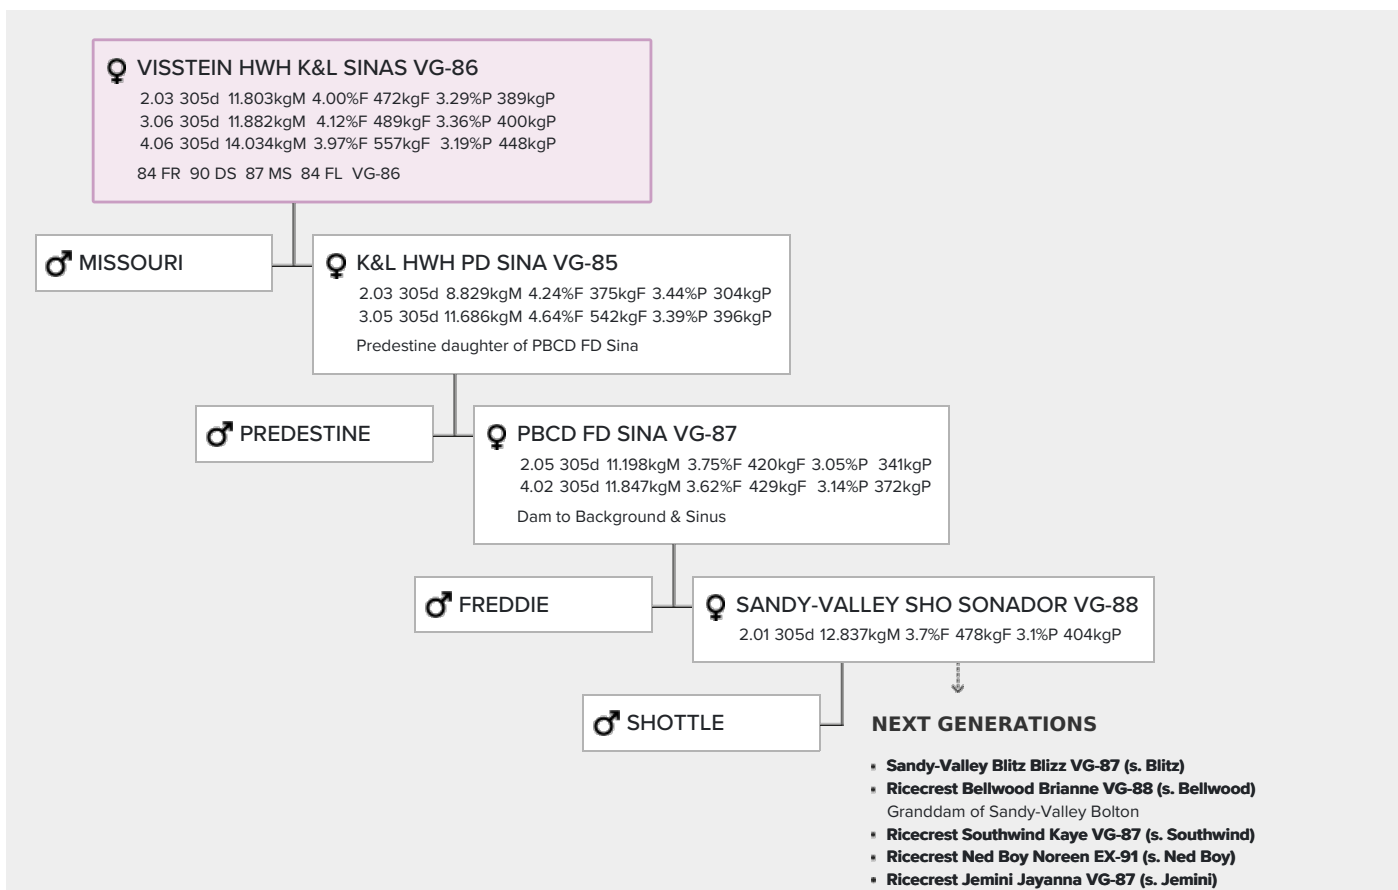 VISSTEIN HWH K&L SINAS VG-86
2.03 305d 11.803kgM 4.00%F 472kgF 3.29%P 389kgP
3.06 305d 11.882kgM 4.12%F 489kgF 3.36%P 400kgP
4.06 305d 14.034kgM 3.97%F 557kgF 3.19%P 448kgP
84 FR 90 DS 87 MS 84 FL VG-86
MISSOURI
K&L HWH PD SINA VG-85
2.03 305d 8.829kgM 4.24%F 375kgF 3.44%P 304kgP
3.05 305d 11.686kgM 4.64%F 542kgF 3.39%P 396kgP
Predestine daughter of PBCD FD Sina
PREDESTINE
PBCD FD SINA VG-87
2.05 305d 11.198kgM 3.75%F 420kgF 3.05%P 341kgP
4.02 305d 11.847kgM 3.62%F 429kgF 3.14%P 372kgP
Dam to Background & Sinus
FREDDIE
SANDY-VALLEY SHO SONADOR VG-88
2.01 305d 12.837kgM 3.7%F 478kgF 3.1%P 404kgP
SHOTTLE
NEXT GENERATIONS
▪ Sandy-Valley Blitz Blizz VG-87 (s. Blitz)
▪ Ricecrest Bellwood Brianne VG-88 (s. Bellwood)
Granddam of Sandy-Valley Bolton
▪ Ricecrest Southwind Kaye VG-87 (s. Southwind)
▪ Ricecrest Ned Boy Noreen EX-91 (s. Ned Boy)
▪ Ricecrest Jemini Jayanna VG-87 (s. Jemini)